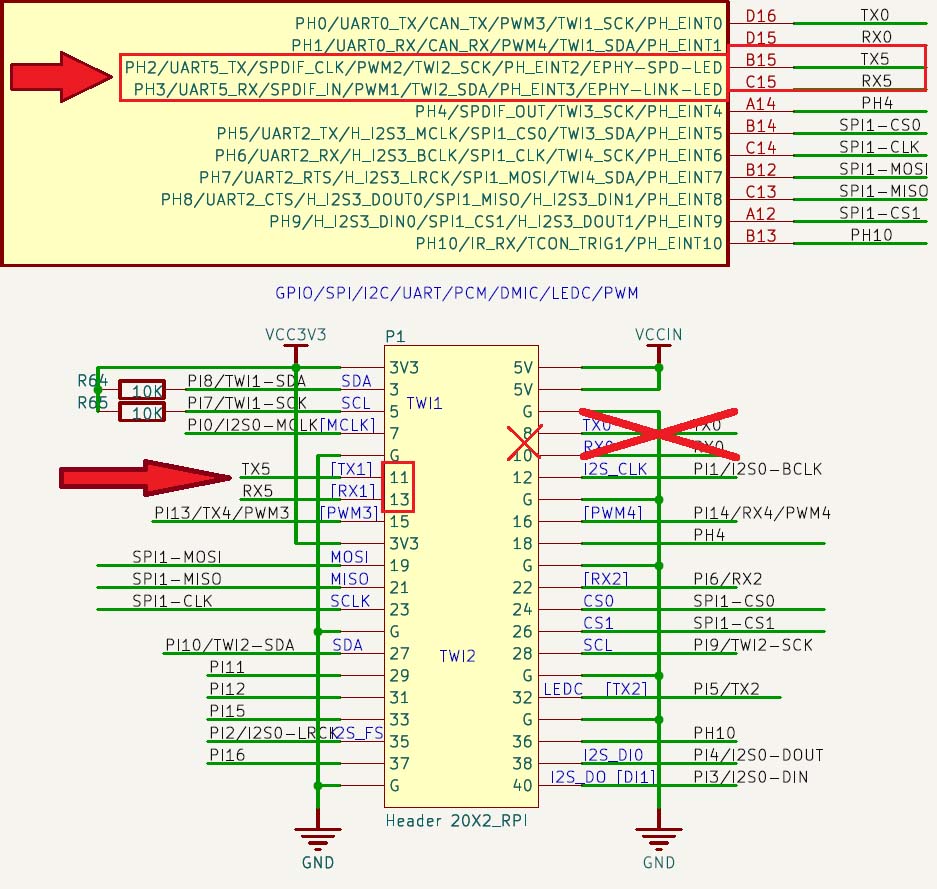 PH0/UART0_TX/CAN_TX/PWM3/TWI1_SCK/PH_EINT0 D16 TX0
PH1/UART0_RX/CAN_RX/PWM4/TWI1_SDA/PH_EINT1 D15 RX0
PH2/UART5_TX/SPDIF_CLK/PWM2/TWI2_SCK/PH_EINT2/EPHY-SPD-LED B15 TX5
PH3/UART5_RX/SPDIF_IN/PWM1/TWI2_SDA/PH_EINT3/EPHY-LINK-LED C15 RX5
PH4/SPDIF_OUT/TWI3_SCK/PH_EINT4 A14 PH4
PH5/UART2_TX/H_I2S3_MCLK/SPI1_CS0/TWI3_SDA/PH_EINT5 B14 SPI1-CS0
PH6/UART2_RX/H_I2S3_BCLK/SPI1_CLK/TWI4_SCK/PH_EINT6 C14 SPI1-CLK
PH7/UART2_RTS/H_I2S3_LRCK/SPI1_MOSI/TWI4_SDA/PH_EINT7 B12 SPI1-MOSI
PH8/UART2_CTS/H_I2S3_DOUT0/SPI1_MISO/H_I2S3_DIN1/PH_EINT8 C13 SPI1-MISO
PH9/H_I2S3_DIN0/SPI1_CS1/H_I2S3_DOUT1/PH_EINT9 A12 SPI1-CS1
PH10/IR_RX/TCON_TRIG1/PH_EINT10 B13 PH10
GPIO/SPI/I2C/UART/PCM/DMIC/LEDC/PWM
VCC3V3 P1 VCCIN
3V3 5V
R64 10K PI8/TWI1-SDA SDA 3 5V
R65 10K PI7/TWI1-SCK SCL 5 TWI1 G
PI0/I2S0-MCLK [MCLK] 7 8 TX0 TX0
G 10 RX0 RX0
TX5 [TX1] 11 12 I2S_CLK PI1/I2S0-BCLK
RX5 [RX1] 13 G
PI13/TX4/PWM3 [PWM3] 15 16 [PWM4] PI14/RX4/PWM4
3V3 18 PH4
SPI1-MOSI MOSI 19 G
SPI1-MISO MISO 21 22 [RX2] PI6/RX2
SPI1-CLK SCLK 23 24 CS0 SPI1-CS0
G 26 CS1 SPI1-CS1
PI10/TWI2-SDA SDA 27 TWI2 28 SCL PI9/TWI2-SCK
PI11 29 G
PI12 31 32 LEDC [TX2] PI5/TX2
PI15 33 G
PI2/I2S0-LRCK I2S_FS 35 36 PH10
PI16 37 38 I2S_DI0 PI4/I2S0-DOUT
G 40 I2S_DO [DI1] PI3/I2S0-DIN
Header 20X2_RPI
GND GND